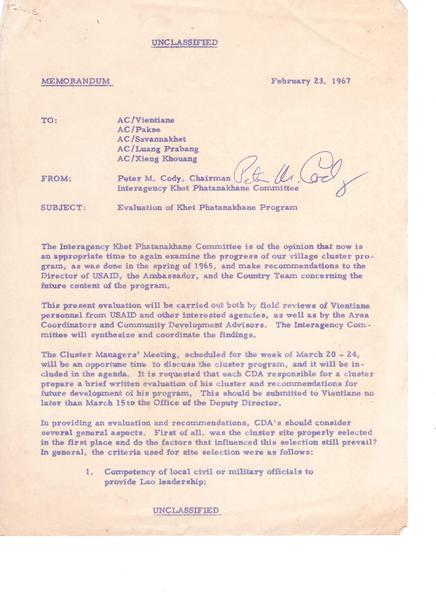 UNCLASSIFIED
MEMORANDUM February 23, 1967
TO: AC/Vientiane
AC/Pakse
AC/Savannakhet
AC/Luang Prabang
AC/Xieng Khouang
FROM: Peter M. Cody, Chairman Peter M. Cody
Interagency Khet Phatanakhane Committee
SUBJECT: Evaluation of Khet Phatanakhane Program
The Interagency Khet Phatanakhane Committee is of the opinion that now is
an appropriate time to again examine the progress of our village cluster pro-
gram, as was done in the spring of 1965, and make recommendations to the
Director of USAID, the Ambassador, and the Country Team concerning the
future content of the program.
This present evaluation will be carried out both by field reviews of Vientiane
personnel from USAID and other interested agencies, as well as by the Area
Coordinators and Community Development Advisors. The Interagency Com-
mittee will synthesize and coordinate the findings.
The Cluster Managers' Meeting, scheduled for the week of March 20 - 24,
will be an opportune time to discuss the cluster program, and it will be in-
cluded in the agenda. It is requested that each CDA responsible for a cluster
prepare a brief written evaluation of his cluster and recommendations for
future development of his program. This should be submitted to Vientiane no
later than March 15 to the Office of the Deputy Director.
In providing an evaluation and recommendations, CDA's should consider
several general aspects. First of all, was the cluster site properly selected
in the first place and do the factors that influenced this selection still prevail?
In general, the criteria used for site selection were as follows:
1. Competency of local civil or military officials to
provide Lao leadership;
UNCLASSIFIED